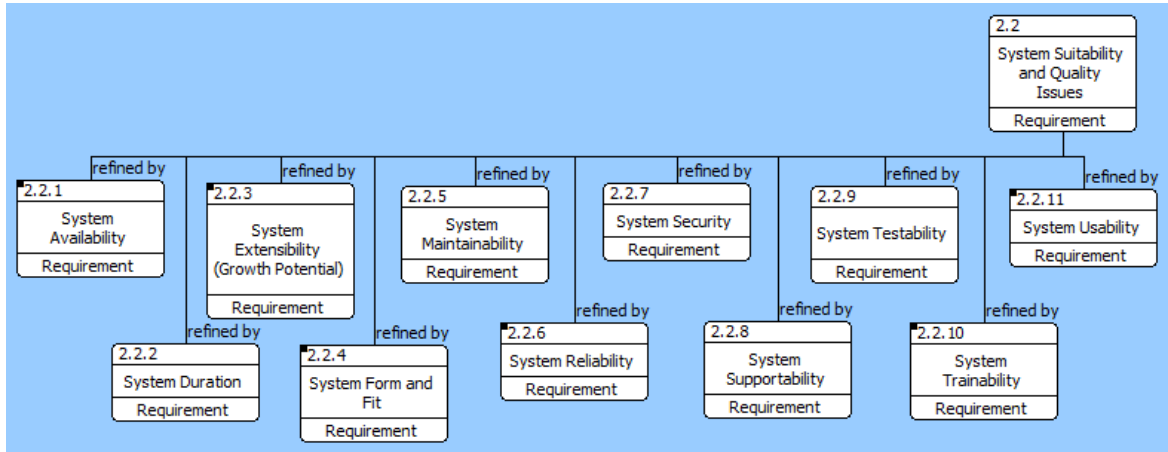 2.2
System Suitability
and Quality
Issues
Requirement
refined by
2.2.1
System
Availability
Requirement
refined by
2.2.2
System Duration
Requirement
refined by
2.2.3
System
Extensibility
(Growth Potential)
Requirement
refined by
2.2.4
System Form and
Fit
Requirement
refined by
2.2.5
System
Maintainability
Requirement
refined by
2.2.6
System Reliability
Requirement
refined by
2.2.7
System Security
Requirement
refined by
2.2.8
System
Supportability
Requirement
refined by
2.2.9
System Testability
Requirement
refined by
2.2.10
System
Trainability
Requirement
refined by
2.2.11
System Usability
Requirement